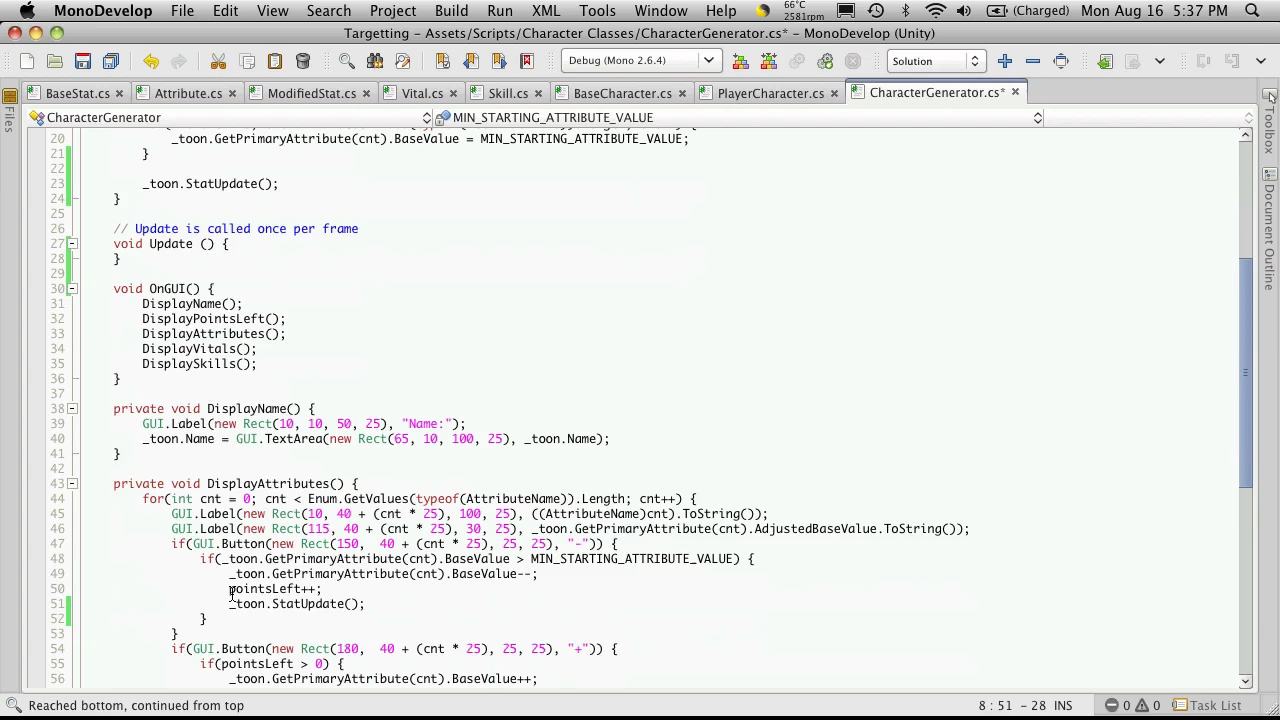 MonoDevelop File Edit View Search Project Build Run XML Tools Window Help 66°C 2581rpm (Charged) Mon Aug 16 5:37 PM
Targetting - Assets/Scripts/Character Classes/CharacterGenerator.cs* - MonoDevelop (Unity)
Debug (Mono 2.6.4) Solution
BaseStat.cs Attribute.cs ModifiedStat.cs Vital.cs Skill.cs BaseCharacter.cs PlayerCharacter.cs CharacterGenerator.cs*
CharacterGenerator MIN_STARTING_ATTRIBUTE_VALUE
Files
Toolbox
Document Outline
20 _toon.GetPrimaryAttribute(cnt).BaseValue = MIN_STARTING_ATTRIBUTE_VALUE;
21 }
22
23 _toon.StatUpdate();
24 }
25
26 // Update is called once per frame
27 void Update () {
28 }
29
30 void OnGUI() {
31 DisplayName();
32 DisplayPointsLeft();
33 DisplayAttributes();
34 DisplayVitals();
35 DisplaySkills();
36 }
37
38 private void DisplayName() {
39 GUI.Label(new Rect(10, 10, 50, 25), "Name:");
40 _toon.Name = GUI.TextArea(new Rect(65, 10, 100, 25), _toon.Name);
41 }
42
43 private void DisplayAttributes() {
44 for(int cnt = 0; cnt < Enum.GetValues(typeof(AttributeName)).Length; cnt++) {
45 GUI.Label(new Rect(10, 40 + (cnt * 25), 100, 25), ((AttributeName)cnt).ToString());
46 GUI.Label(new Rect(115, 40 + (cnt * 25), 30, 25), _toon.GetPrimaryAttribute(cnt).AdjustedBaseValue.ToString());
47 if(GUI.Button(new Rect(150, 40 + (cnt * 25), 25, 25), "-")) {
48 if(_toon.GetPrimaryAttribute(cnt).BaseValue > MIN_STARTING_ATTRIBUTE_VALUE) {
49 _toon.GetPrimaryAttribute(cnt).BaseValue--;
50 pointsLeft++;
51 _toon.StatUpdate();
52 }
53 }
54 if(GUI.Button(new Rect(180, 40 + (cnt * 25), 25, 25), "+")) {
55 if(pointsLeft > 0) {
56 _toon.GetPrimaryAttribute(cnt).BaseValue++;
Reached bottom, continued from top 8 : 51 - 28 INS 0 0 Task List